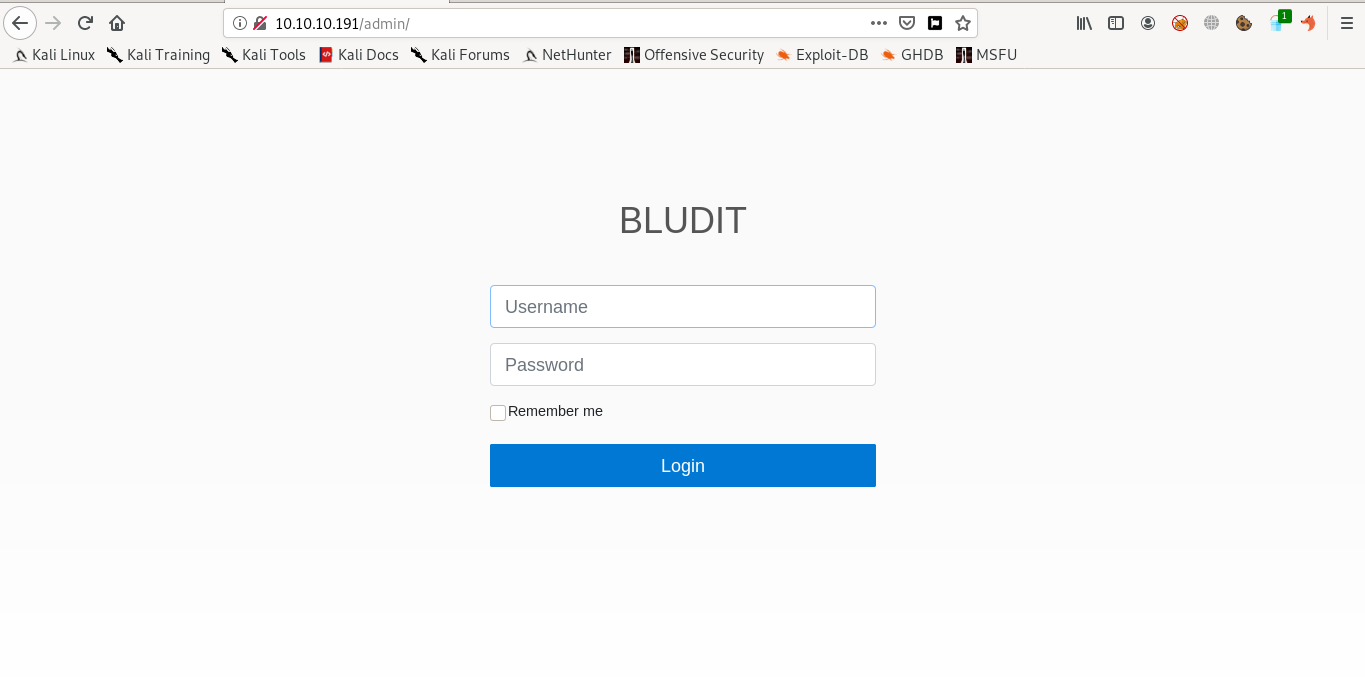 10.10.10.191/admin/
1
Kali Linux Kali Training Kali Tools Kali Docs Kali Forums NetHunter Offensive Security Exploit-DB GHDB MSFU
BLUDIT
Username
Password
Remember me
Login